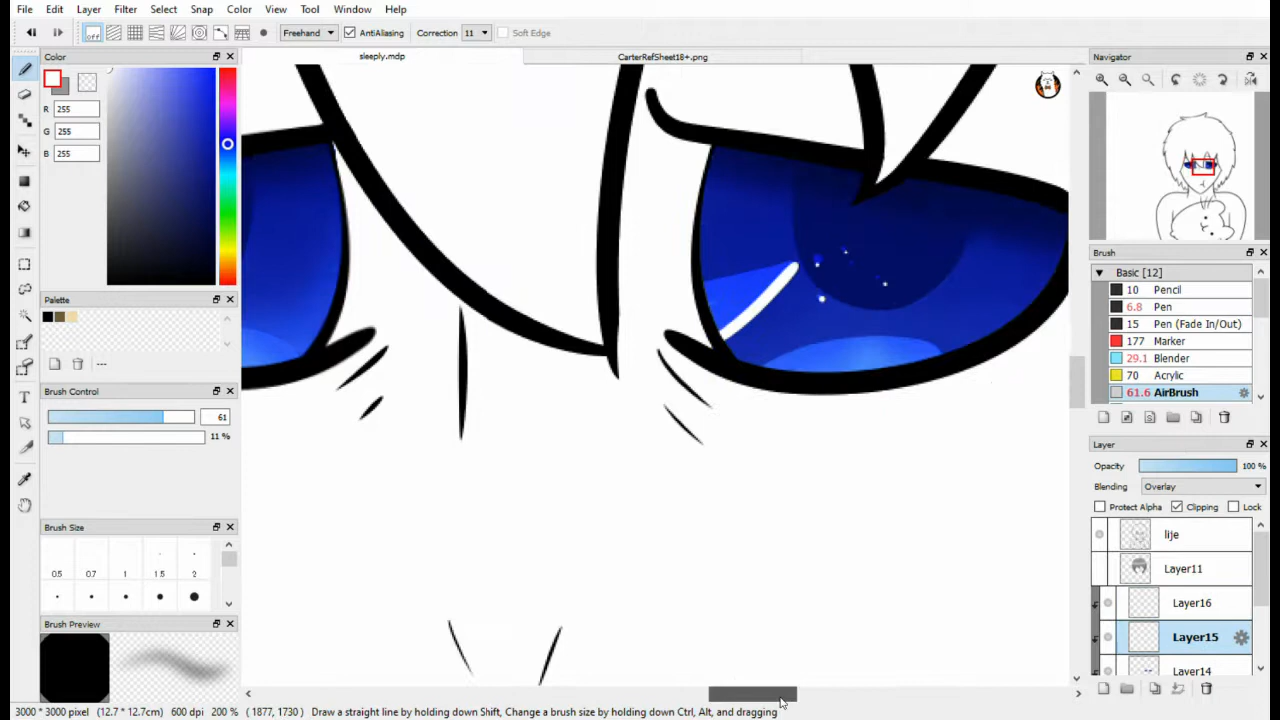 File Edit Layer Filter Select Snap Color View Tool Window Help
off Freehand AntiAliasing Correction 11 Soft Edge
Color
R 255
G 255
B 255
Palette
---
Brush Control
61
11 %
Brush Size
0.5 0.7 1 1.5 2
Brush Preview
sleeply.mdp CarterRefSheet18+.png
Navigator
Brush
Basic [12]
10 Pencil
6.8 Pen
15 Pen (Fade In/Out)
177 Marker
29.1 Blender
70 Acrylic
61.6 AirBrush
Layer
Opacity 100 %
Blending Overlay
Protect Alpha Clipping Lock
lije
Layer11
Layer16
Layer15
Layer14
3000 * 3000 pixel (12.7 * 12.7cm) 600 dpi 200 % ( 1877, 1730 ) Draw a straight line by holding down Shift, Change a brush size by holding down Ctrl, Alt, and dragging